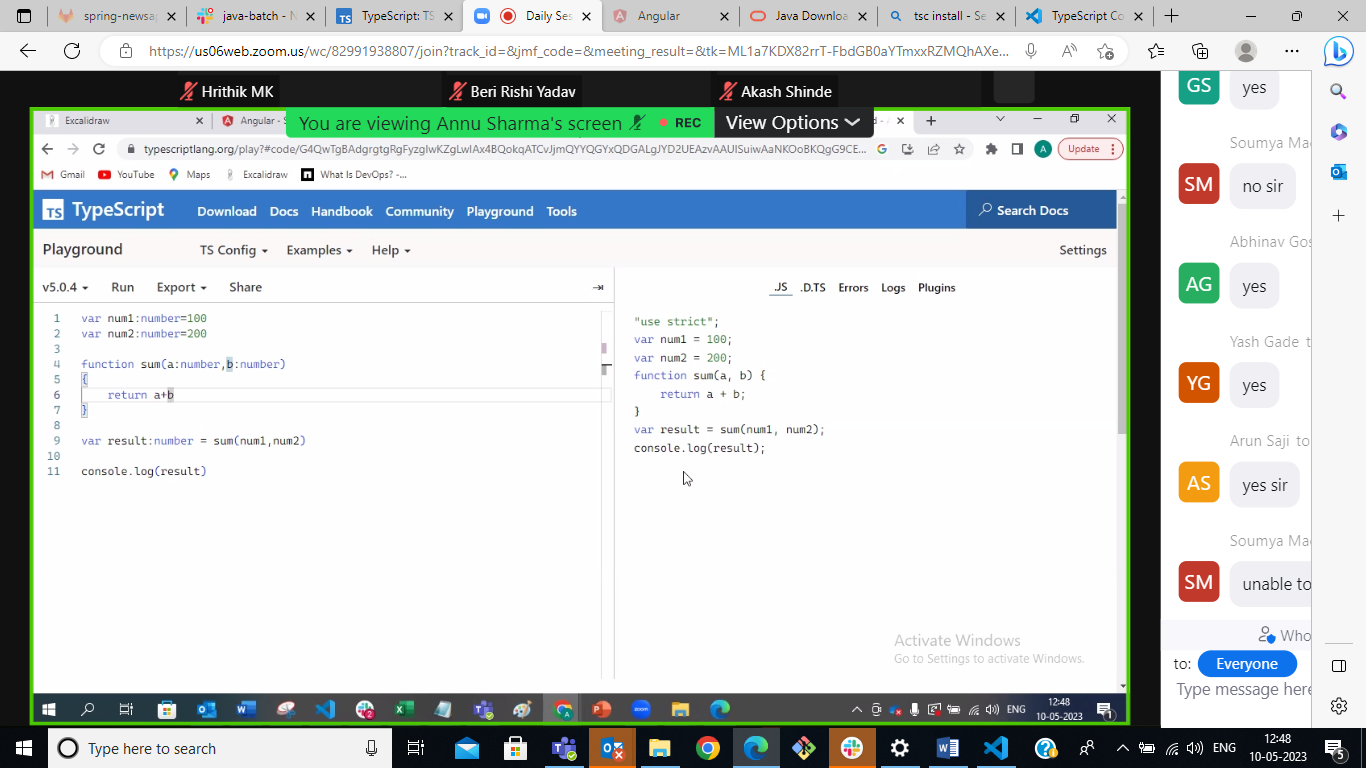 spring-newsa
java-batch - N
TypeScript: TS
Daily Ses
Angular
Java Downloa
tsc install - Se
TypeScript Co
https://us06web.zoom.us/wc/82991938807/join?track_id=&jmf_code=&meeting_result=&tk=ML1a7KDX82rrT-FbdGB0aYTmxxRZMQhAXe...
Hrithik MK
Beri Rishi Yadav
Akash Shinde
You are viewing Annu Sharma's screen
REC
View Options
Excalidraw
Angular - S
typescriptlang.org/play?#code/G4QwTgBAdgrgtgRgFyzgIwKZgLwIAx4BQokqATCvJjmQYYQGYxQDGALgJYD2UEAzvAAUISuiwAaNKOoBKQgG9CE...
A
Update
Gmail
YouTube
Maps
Excalidraw
What Is DevOps? -...
TS TypeScript
Download
Docs
Handbook
Community
Playground
Tools
Search Docs
Playground
TS Config
Examples
Help
Settings
v5.0.4
Run
Export
Share
.JS
.D.TS
Errors
Logs
Plugins
1 var num1:number=100
2 var num2:number=200
3
4 function sum(a:number,b:number)
5 {
6 return a+b
7 }
8
9 var result:number = sum(num1,num2)
10
11 console.log(result)
"use strict";
var num1 = 100;
var num2 = 200;
function sum(a, b) {
return a + b;
}
var result = sum(num1, num2);
console.log(result);
Activate Windows
Go to Settings to activate Windows.
ENG
12:48
10-05-2023
1
GS
yes
Soumya Ma
SM
no sir
Abhinav Gos
AG
yes
Yash Gade t
YG
yes
Arun Saji to
AS
yes sir
Soumya Ma
SM
unable to
Who
to:
Everyone
Type message here
Type here to search
ENG
12:48
10-05-2023
5